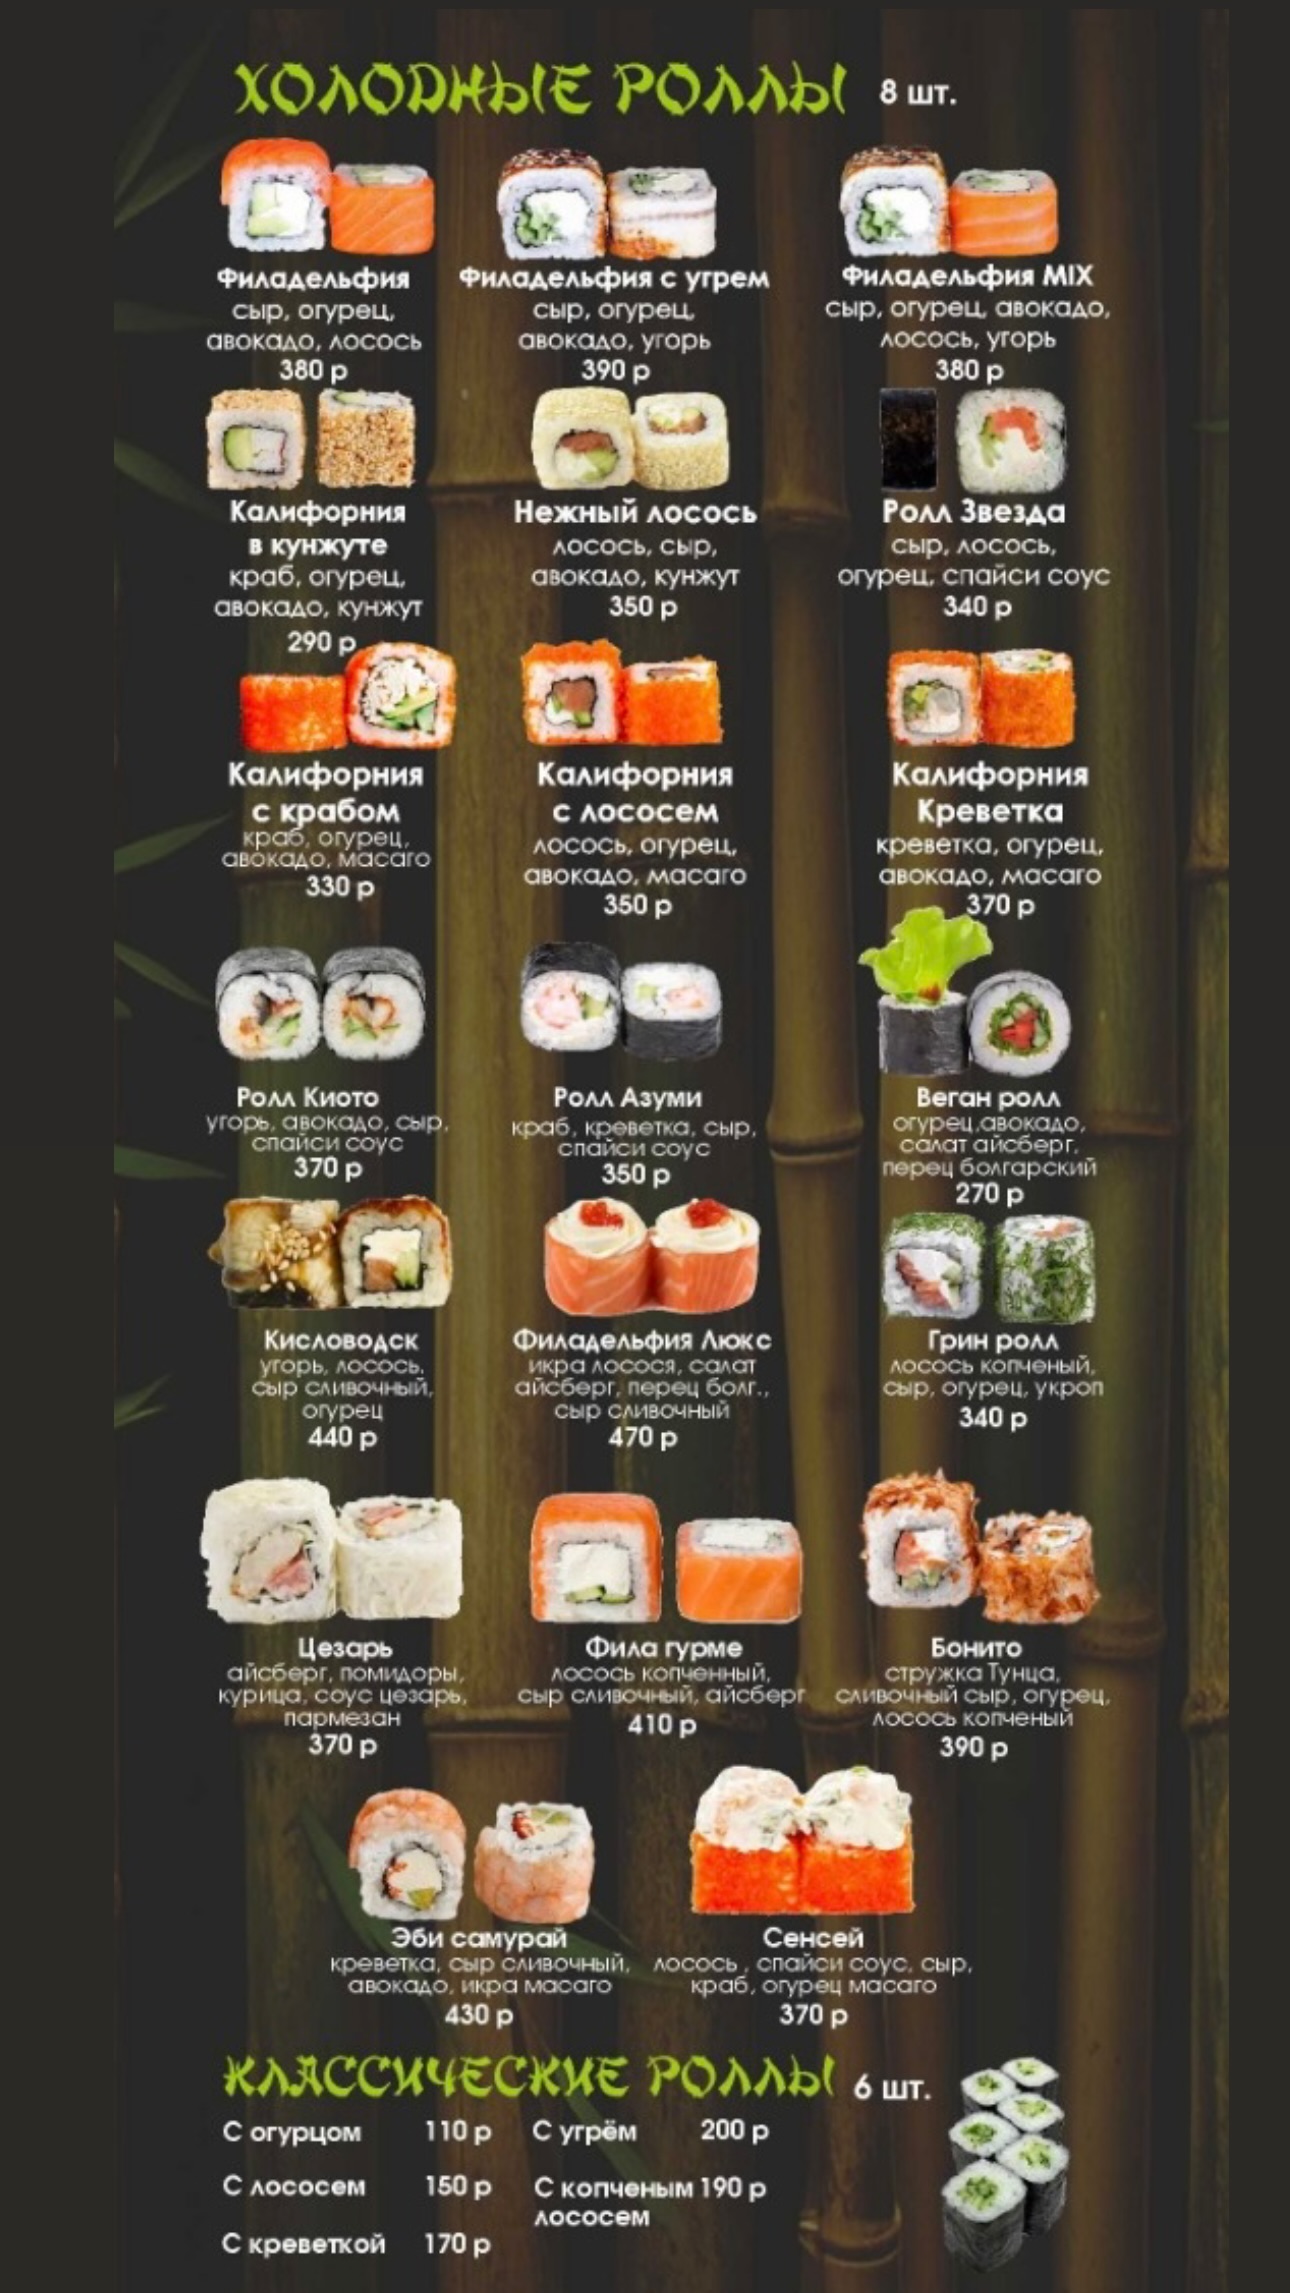 ХОЛОДНЫЕ РОЛЛЫ 8 шт.
Филадельфия
сыр, огурец,
авокадо, лосось
380 р
Филадельфия с угрем
сыр, огурец,
авокадо, угорь
390 р
Филадельфия MIX
сыр, огурец, авокадо,
лосось, угорь
380 р
Калифорния
в кунжуте
краб, огурец,
авокадо, кунжут
290 р
Нежный лосось
лосось, сыр,
авокадо, кунжут
350 р
Ролл Звезда
сыр, лосось,
огурец, спайси соус
340 р
Калифорния
с крабом
краб, огурец,
авокадо, масаго
330 р
Калифорния
с лососем
лосось, огурец,
авокадо, масаго
350 р
Калифорния
Креветка
креветка, огурец,
авокадо, масаго
370 р
Ролл Киото
угорь, авокадо, сыр,
спайси соус
370 р
Ролл Азуми
краб, креветка, сыр,
спайси соус
350 р
Веган ролл
огурец,авокадо,
салат айсберг,
перец болгарский
270 р
Кисловодск
угорь, лосось.
сыр сливочный,
огурец
440 р
Филадельфия Люкс
икра лосося, салат
айсберг, перец болг.,
сыр сливочный
470 р
Грин ролл
лосось копченый,
сыр, огурец, укроп
340 р
Цезарь
айсберг, помидоры,
курица, соус цезарь,
пармезан
370 р
Фила гурме
лосось копченный,
сыр сливочный, айсберг
410 р
Бонито
стружка Тунца,
сливочный сыр, огурец,
лосось копченый
390 р
Эби самурай
креветка, сыр сливочный,
авокадо, икра масаго
430 р
Сенсей
лосось , спайси соус, сыр,
краб, огурец масаго
370 р
КЛАССИЧЕСКИЕ РОЛЛЫ 6 шт.
С огурцом 110 р
С лососем 150 р
С креветкой 170 р
С угрём 200 р
С копченым 190 р
лососем